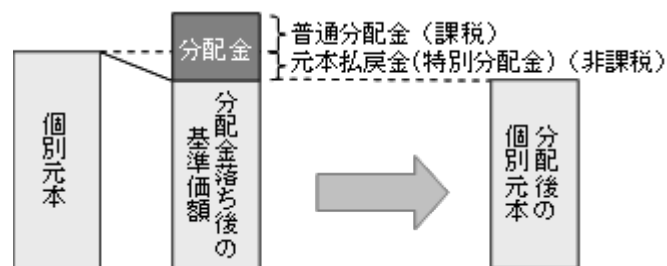 分配金
普通分配金（課税）
元本払戻金(特別分配金)（非課税）
個別元本
分配金落ち後の
基準価額
分配後の
個別元本